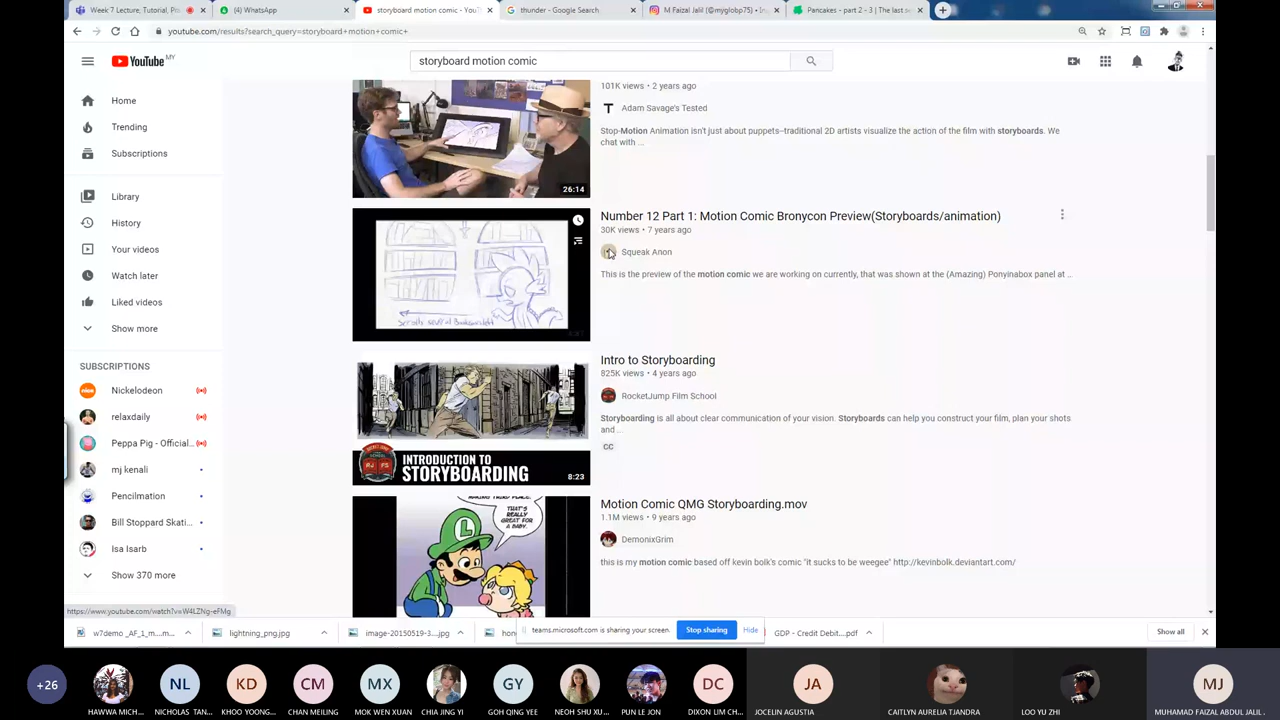 Week 7 Lecture, Tutorial, Pr
(4) WhatsApp
storyboard motion comic - YouT
thunder - Google Search
M Faizal Jalil (@myglobp75) • In
Pancakes - part 2 - 3 | The last s
youtube.com/results?search_query=storyboard+motion+comic+
YouTube MY
storyboard motion comic
Home
Trending
Subscriptions
Library
History
Your videos
Watch later
Liked videos
Show more
SUBSCRIPTIONS
Nickelodeon
relaxdaily
Peppa Pig - Official...
mj kenali
Pencilmation
Bill Stoppard Skati...
Isa Isarb
Show 370 more
101K views • 2 years ago
Adam Savage's Tested
Stop-Motion Animation isn't just about puppets--traditional 2D artists visualize the action of the film with storyboards. We
chat with ...
26:14
Number 12 Part 1: Motion Comic Bronycon Preview(Storyboards/animation)
30K views • 7 years ago
Squeak Anon
This is the preview of the motion comic we are working on currently, that was shown at the (Amazing) Ponyinabox panel at ...
Intro to Storyboarding
825K views • 4 years ago
RocketJump Film School
Storyboarding is all about clear communication of your vision. Storyboards can help you construct your film, plan your shots
and ...
CC
RJ FS
INTRODUCTION TO
STORYBOARDING
8:23
Motion Comic QMG Storyboarding.mov
1.1M views • 9 years ago
DemonixGrim
this is my motion comic based off kevin bolk's comic "it sucks to be weegee" http://kevinbolk.deviantart.com/
MAKING THIRD PLACE.
THAT'S
REALLY
GREAT FOR
A BABY.
L
https://www.youtube.com/watch?v=W4LZNg-eFMg
w7demo _AF_1_m....m...
lightning_png.jpg
image-20150519-3....jpg
hon
teams.microsoft.com is sharing your screen.
Stop sharing
Hide
GDP - Credit Debit....pdf
Show all
+26
NL
KD
CM
MX
GY
DC
JA
MJ
HAWWA MICH...
NICHOLAS TAN...
KHOO YOONG...
CHAN MEILING
MOK WEN XUAN
CHIA JING YI
GOH QING YEE
NEOH SHU XU...
PUN LE JON
DIXON LIM CH...
JOCELIN AGUSTIA
CAITLYN AURELIA TJANDRA
LOO YU ZHI
MUHAMAD FAIZAL ABDUL JALIL ...